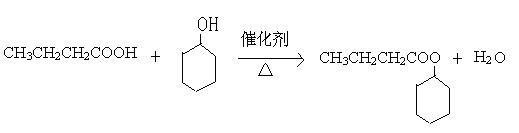 OH
催化剂
CH3CH2CH2COOH + → CH3CH2CH2COO + H2O
△